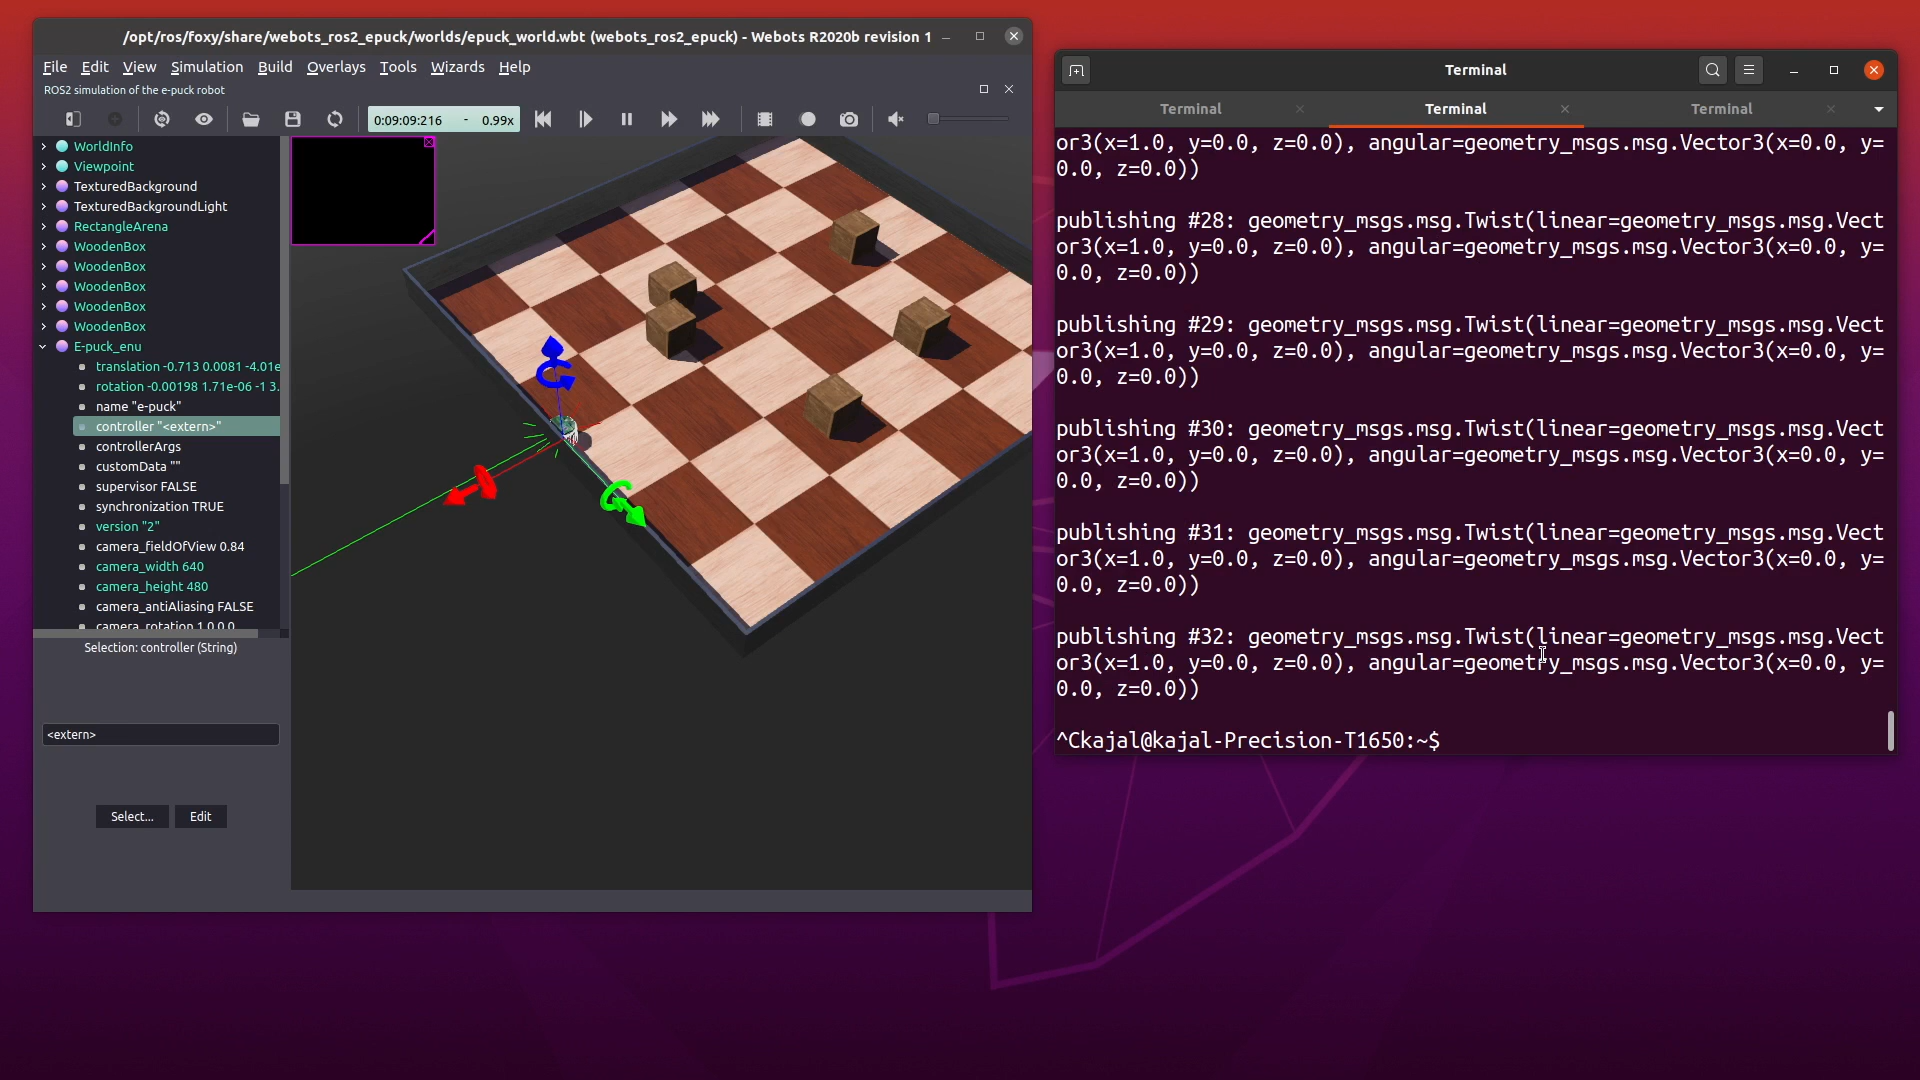 /opt/ros/foxy/share/webots_ros2_epuck/worlds/epuck_world.wbt (webots_ros2_epuck) - Webots R2020b revision 1
File Edit View Simulation Build Overlays Tools Wizards Help
ROS2 simulation of the e-puck robot
0:09:09:216 - 0.99x
WorldInfo
Viewpoint
TexturedBackground
TexturedBackgroundLight
RectangleArena
WoodenBox
WoodenBox
WoodenBox
WoodenBox
WoodenBox
E-puck_enu
translation -0.713 0.0081 -4.01e
rotation -0.00198 1.71e-06 -1 3.
name "e-puck"
controller "<extern>"
controllerArgs
customData ""
supervisor FALSE
synchronization TRUE
version "2"
camera_fieldOfView 0.84
camera_width 640
camera_height 480
camera_antiAliasing FALSE
camera_rotation 1 0 0 0
Selection: controller (String)
<extern>
Select... Edit
Terminal
Terminal Terminal Terminal
or3(x=1.0, y=0.0, z=0.0), angular=geometry_msgs.msg.Vector3(x=0.0, y=
0.0, z=0.0))
publishing #28: geometry_msgs.msg.Twist(linear=geometry_msgs.msg.Vect
or3(x=1.0, y=0.0, z=0.0), angular=geometry_msgs.msg.Vector3(x=0.0, y=
0.0, z=0.0))
publishing #29: geometry_msgs.msg.Twist(linear=geometry_msgs.msg.Vect
or3(x=1.0, y=0.0, z=0.0), angular=geometry_msgs.msg.Vector3(x=0.0, y=
0.0, z=0.0))
publishing #30: geometry_msgs.msg.Twist(linear=geometry_msgs.msg.Vect
or3(x=1.0, y=0.0, z=0.0), angular=geometry_msgs.msg.Vector3(x=0.0, y=
0.0, z=0.0))
publishing #31: geometry_msgs.msg.Twist(linear=geometry_msgs.msg.Vect
or3(x=1.0, y=0.0, z=0.0), angular=geometry_msgs.msg.Vector3(x=0.0, y=
0.0, z=0.0))
publishing #32: geometry_msgs.msg.Twist(linear=geometry_msgs.msg.Vect
or3(x=1.0, y=0.0, z=0.0), angular=geometry_msgs.msg.Vector3(x=0.0, y=
0.0, z=0.0))
^Ckajal@kajal-Precision-T1650:~$